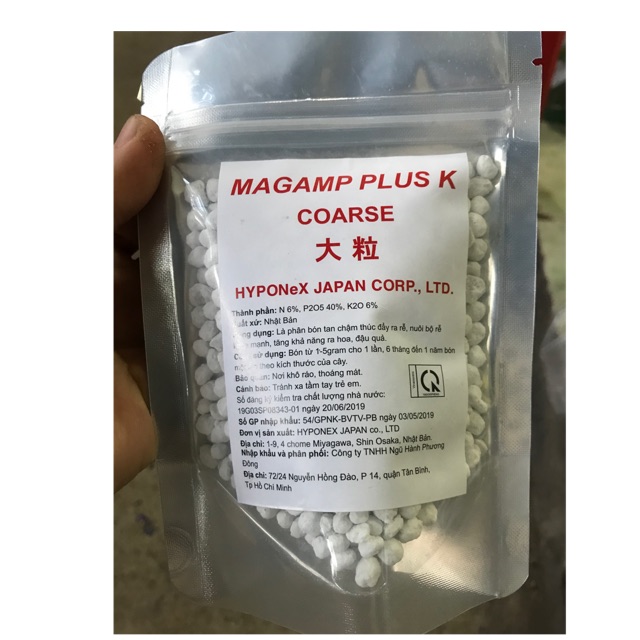 MAGAMP PLUS K
COARSE
大粒
HYPONeX JAPAN CORP., LTD.
Thành phần: N 6%, P2O5 40%, K2O 6%
xứ: Nhật Bản
dụng: Là phân bón tan chậm thúc đẩy ra rễ, nuôi bộ rễ
mạnh, tăng khả năng ra hoa, đậu quả.
sử dụng: Bón từ 1-5gram cho 1 lần, 6 tháng đến 1 năm bón
theo kích thước của cây.
Bảo quản: Nơi khô ráo, thoáng mát.
Cảnh báo: Tránh xa tầm tay trẻ em.
Số đăng ký kiểm tra chất lượng nhà nước:
19G03SP08343-01 ngày 20/06/2019
Số GP nhập khẩu: 54/GPNK-BVTV-PB ngày 03/05/2019
Đơn vị sản xuất: HYPONEX JAPAN co., LTD
Địa chỉ: 1-9, 4 chome Miyagawa, Shin Osaka, Nhật Bản.
Nhập khẩu và phân phối: Công ty TNHH Ngũ Hành Phương
Đông
Địa chỉ: 72/24 Nguyễn Hồng Đào, P 14, quận Tân Bình,
Tp Hồ Chí Minh